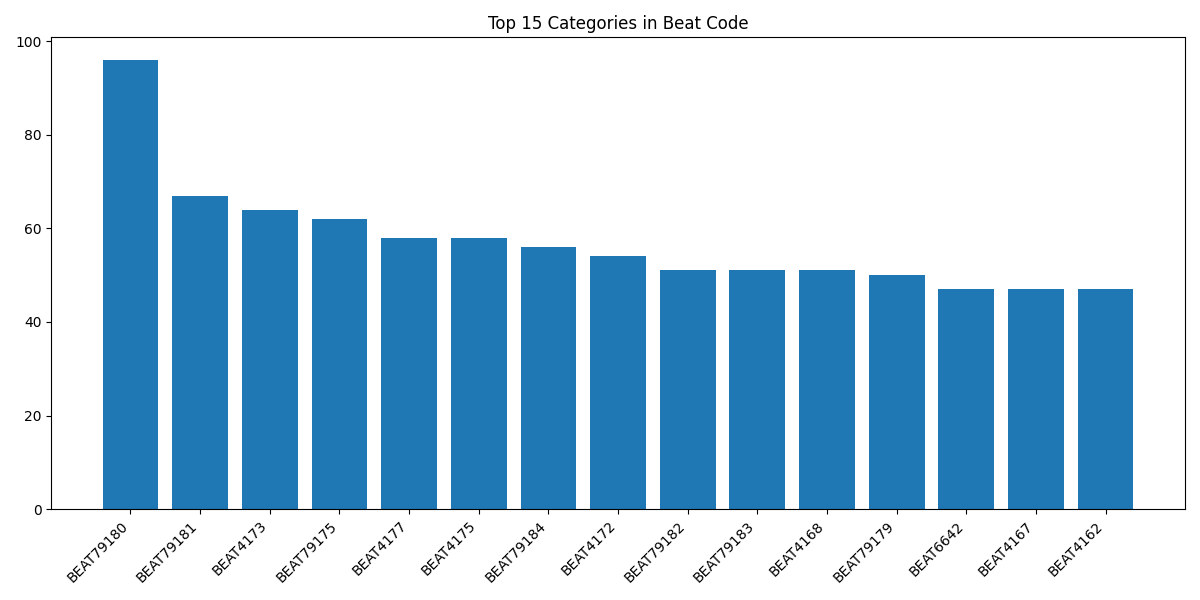 Top 15 Categories in Beat Code
100
80
60
40
20
0
BEAT79180
BEAT79181
BEAT4173
BEAT79175
BEAT4177
BEAT4175
BEAT79184
BEAT4172
BEAT79182
BEAT79183
BEAT4168
BEAT79179
BEAT6642
BEAT4167
BEAT4162